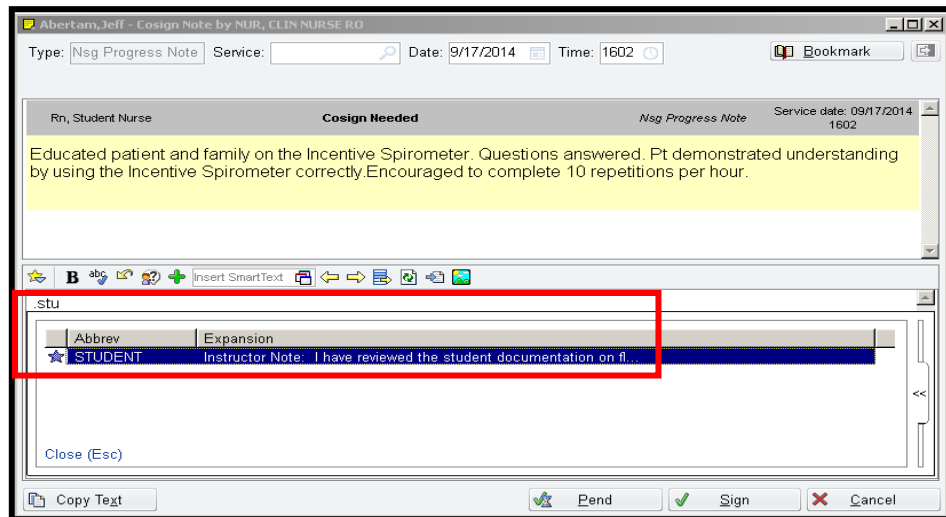 Abertam,Jeff - Cosign Note by NUR, CLIN NURSE RO
Type: Nsg Progress Note Service: Date: 9/17/2014 Time: 1602 Bookmark
Rn, Student Nurse Cosign Needed Nsg Progress Note Service date: 09/17/2014
1602
Educated patient and family on the Incentive Spirometer. Questions answered. Pt demonstrated understanding
by using the Incentive Spirometer correctly.Encouraged to complete 10 repetitions per hour.
B abc Insert SmartText
.stu
Abbrev Expansion
STUDENT Instructor Note: I have reviewed the student documentation on fl...
<<
Close (Esc)
Copy Text Pend Sign Cancel